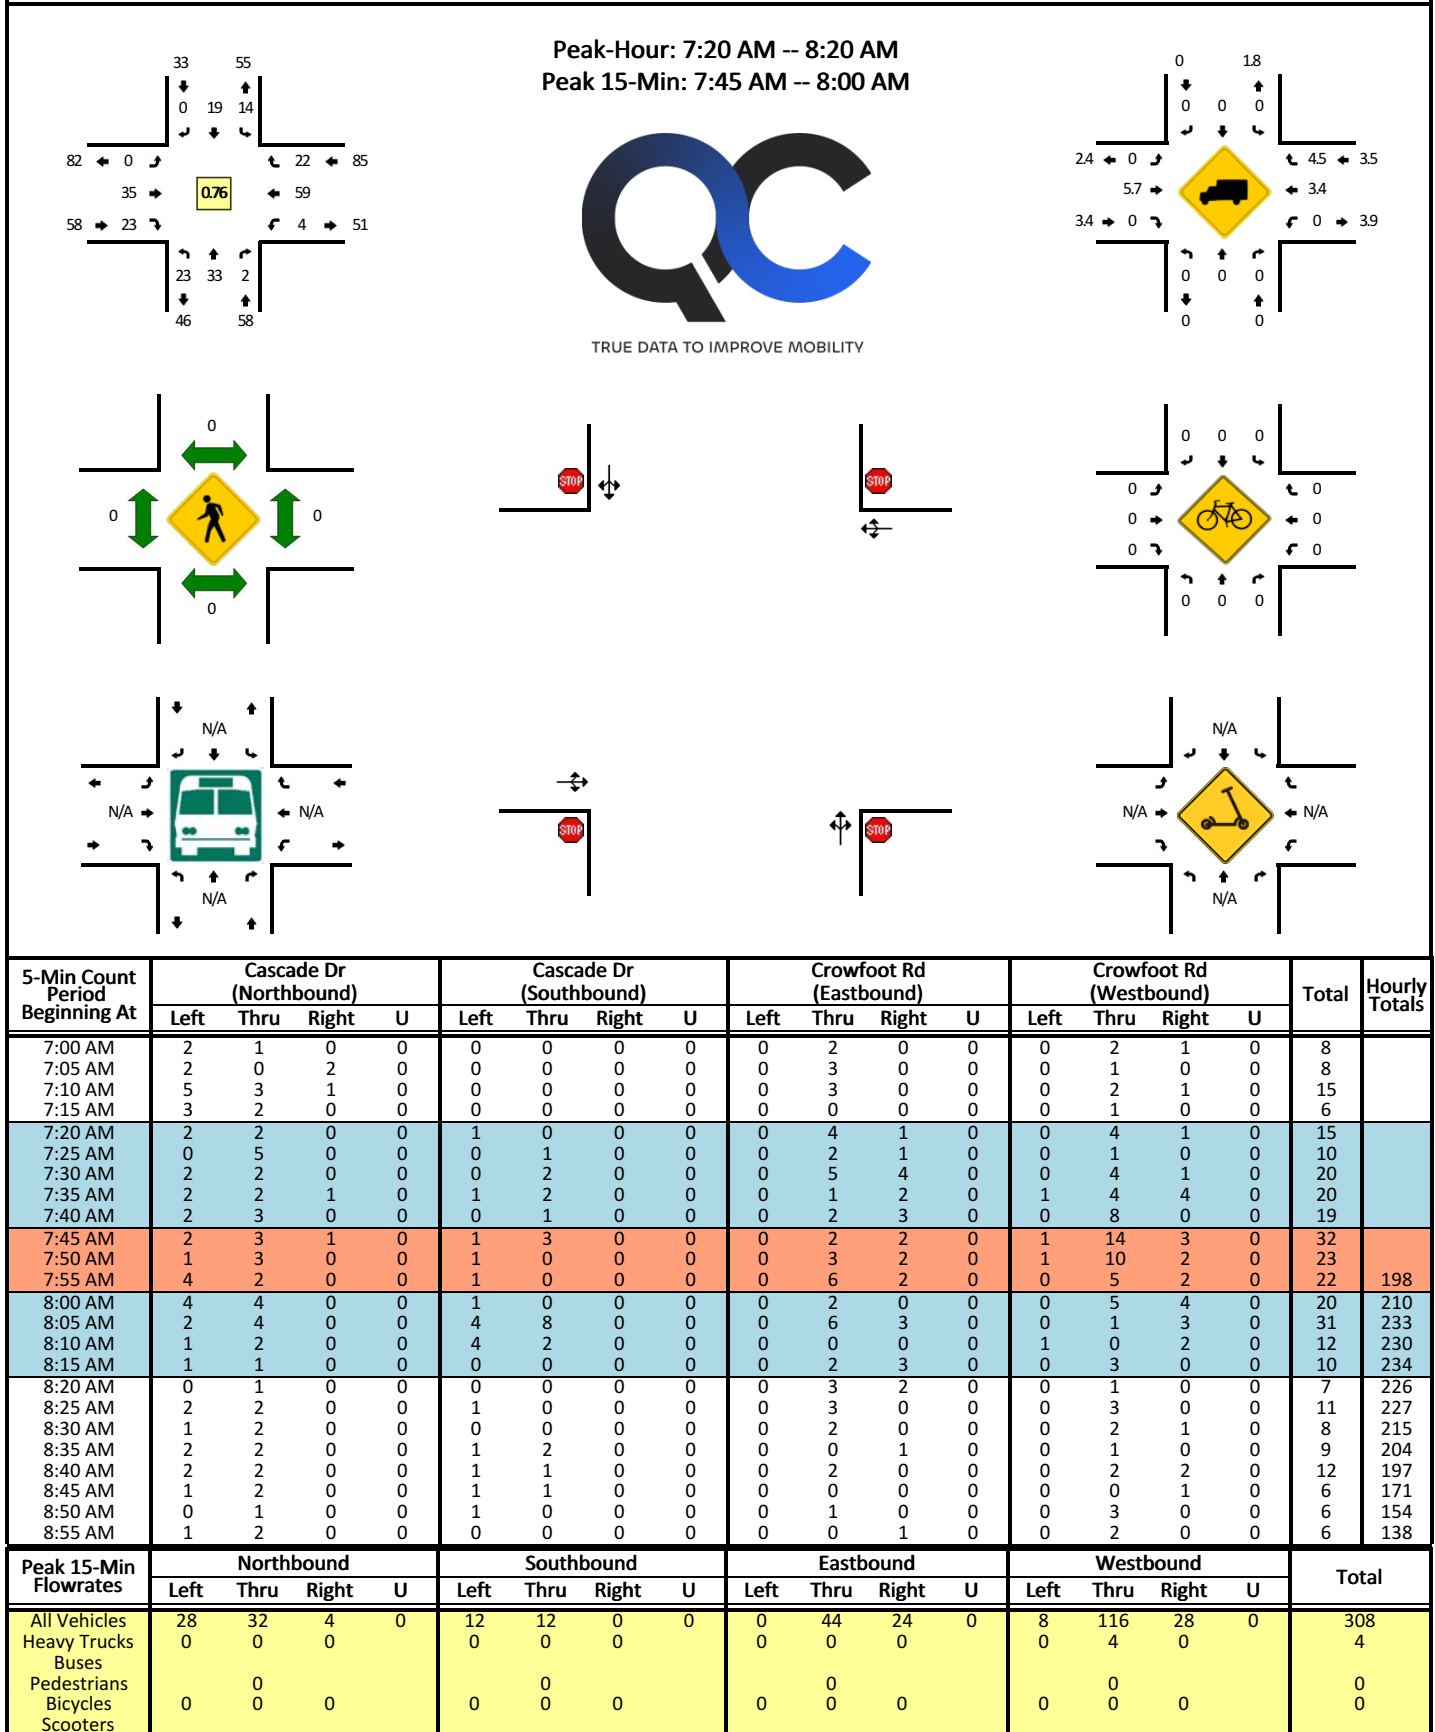 Peak-Hour: 7:20 AM -- 8:20 AM
Peak 15-Min: 7:45 AM -- 8:00 AM
33 55
0 19 14
82 0 22 85
35 0.76 59
58 23 4 51
23 33 2
46 58
0 1.8
0 0 0
2.4 0 4.5 3.5
5.7 3.4
3.4 0 0 3.9
0 0 0
0 0
QC
TRUE DATA TO IMPROVE MOBILITY
0
0 0
0
STOP STOP
0 0 0
0 0
0 0
0 0
0 0 0
N/A
N/A N/A
N/A
STOP STOP
N/A
N/A N/A
N/A
5-Min Count Period Beginning At Cascade Dr (Northbound) Cascade Dr (Southbound) Crowfoot Rd (Eastbound) Crowfoot Rd (Westbound) Total Hourly Totals
Left Thru Right U Left Thru Right U Left Thru Right U Left Thru Right U
7:00 AM 2 1 0 0 0 0 0 0 0 2 0 0 0 2 1 0 8
7:05 AM 2 0 2 0 0 0 0 0 0 3 0 0 0 1 0 0 8
7:10 AM 5 3 1 0 0 0 0 0 0 3 0 0 0 2 1 0 15
7:15 AM 3 2 0 0 0 0 0 0 0 0 0 0 0 1 0 0 6
7:20 AM 2 2 0 0 1 0 0 0 0 4 1 0 0 4 1 0 15
7:25 AM 0 5 0 0 0 1 0 0 0 2 1 0 0 1 0 0 10
7:30 AM 2 2 0 0 0 2 0 0 0 5 4 0 0 4 1 0 20
7:35 AM 2 2 1 0 1 2 0 0 0 1 2 0 1 4 4 0 20
7:40 AM 2 3 0 0 0 1 0 0 0 2 3 0 0 8 0 0 19
7:45 AM 2 3 1 0 1 3 0 0 0 2 2 0 1 14 3 0 32
7:50 AM 1 3 0 0 1 0 0 0 0 3 2 0 1 10 2 0 23
7:55 AM 4 2 0 0 1 0 0 0 0 6 2 0 0 5 2 0 22 198
8:00 AM 4 4 0 0 1 0 0 0 0 2 0 0 0 5 4 0 20 210
8:05 AM 2 4 0 0 4 8 0 0 0 6 3 0 0 1 3 0 31 233
8:10 AM 1 2 0 0 4 2 0 0 0 0 0 0 1 0 2 0 12 230
8:15 AM 1 1 0 0 0 0 0 0 0 2 3 0 0 3 0 0 10 234
8:20 AM 0 1 0 0 0 0 0 0 0 3 2 0 0 1 0 0 7 226
8:25 AM 2 2 0 0 1 0 0 0 0 3 0 0 0 3 0 0 11 227
8:30 AM 1 2 0 0 0 0 0 0 0 2 0 0 0 2 1 0 8 215
8:35 AM 2 2 0 0 1 2 0 0 0 0 1 0 0 1 0 0 9 204
8:40 AM 2 2 0 0 1 1 0 0 0 2 0 0 0 2 2 0 12 197
8:45 AM 1 2 0 0 1 1 0 0 0 0 0 0 0 0 1 0 6 171
8:50 AM 0 1 0 0 1 0 0 0 0 1 0 0 0 3 0 0 6 154
8:55 AM 1 2 0 0 0 0 0 0 0 0 1 0 0 2 0 0 6 138
Peak 15-Min Flowrates Northbound Southbound Eastbound Westbound Total
Left Thru Right U Left Thru Right U Left Thru Right U Left Thru Right U
All Vehicles 28 32 4 0 12 12 0 0 0 44 24 0 8 116 28 0 308
Heavy Trucks 0 0 0 0 0 0 0 0 0 0 4 0 4
Buses
Pedestrians 0 0 0 0 0
Bicycles 0 0 0 0 0 0 0 0 0 0 0 0 0
Scooters